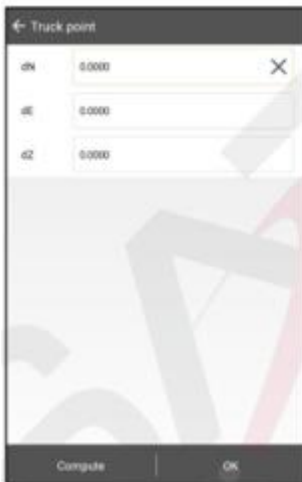 ← Truck point
dN 0.0000 ✕
dE 0.0000
dZ 0.0000
Compute OK